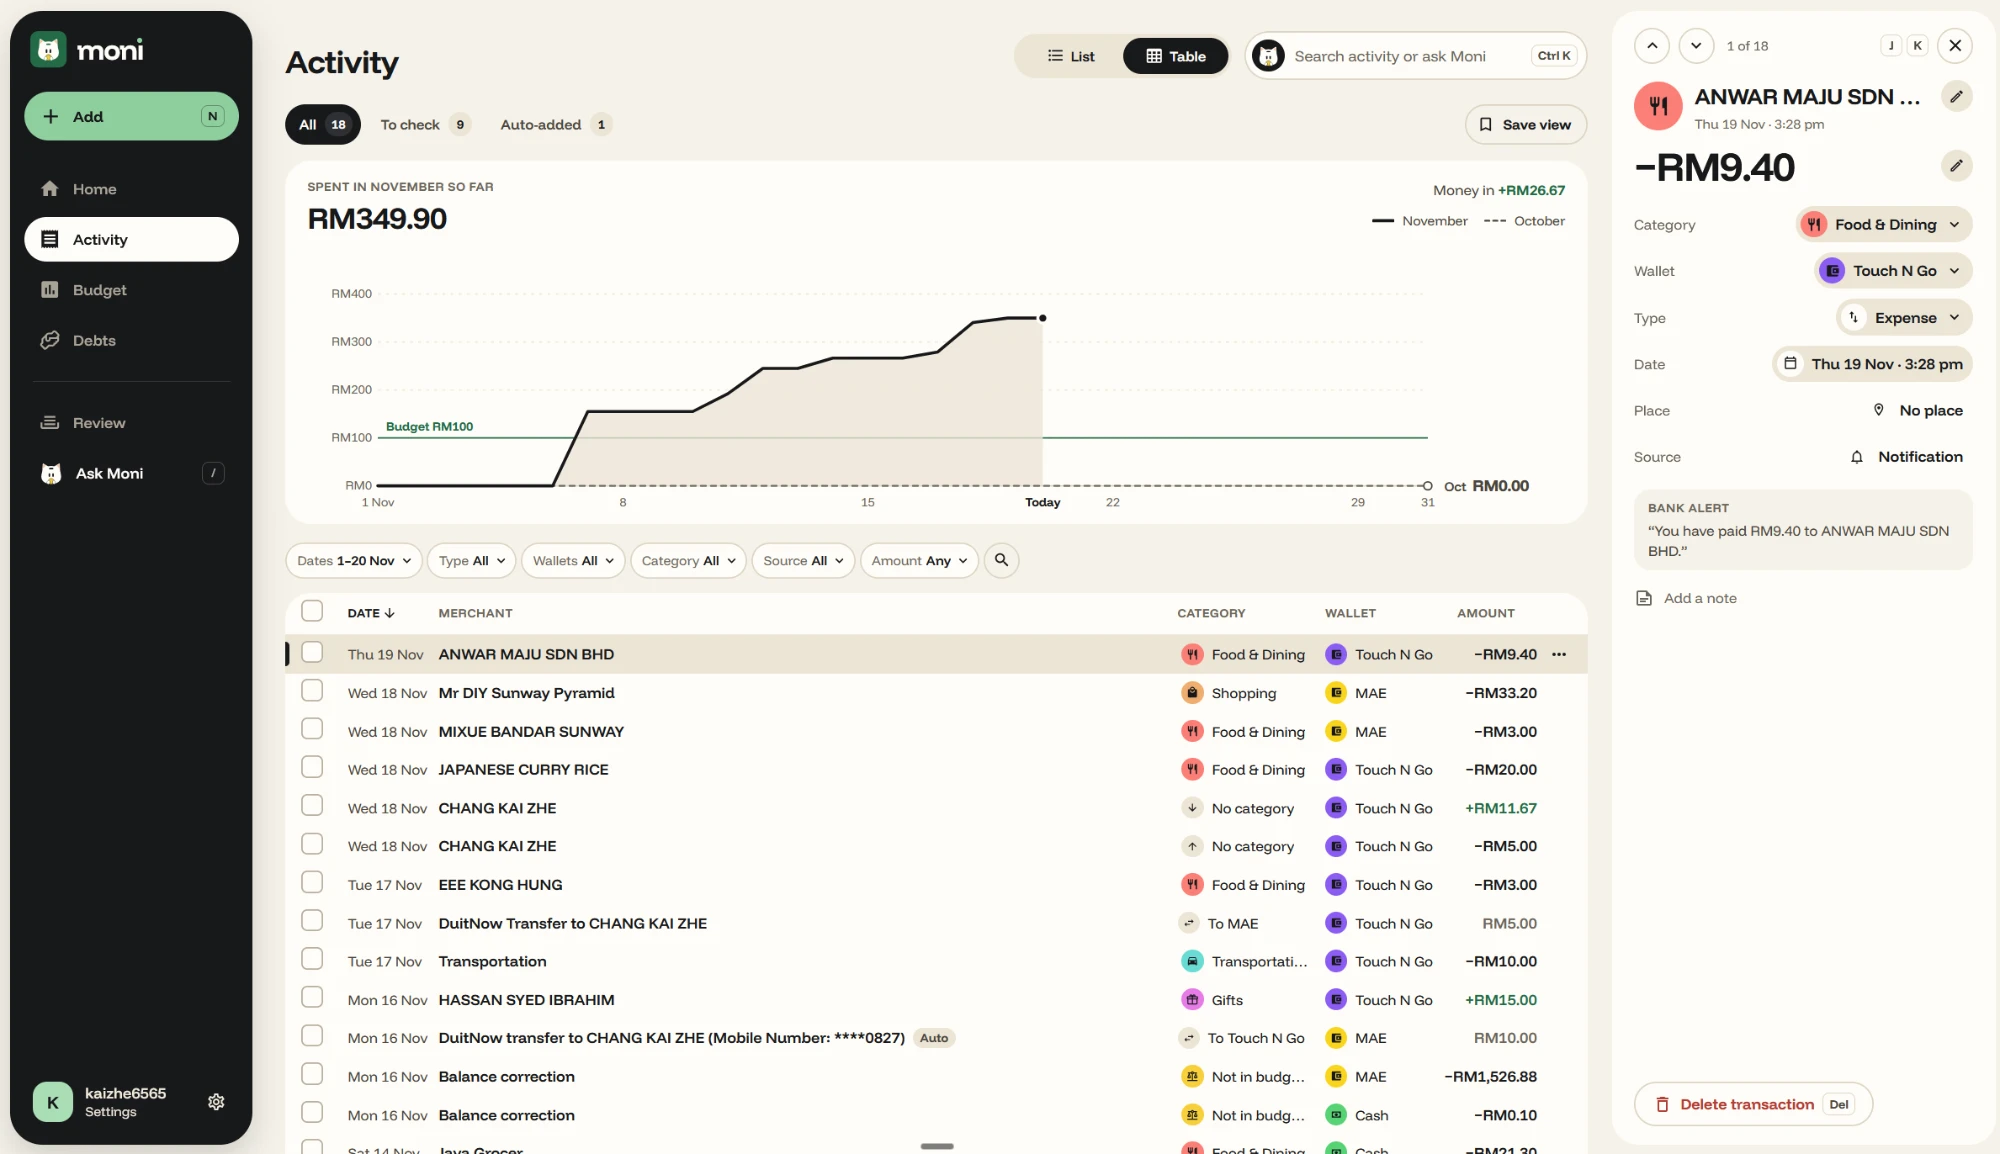 moni
Add N
Home
Activity
Budget
Debts
Review
Ask Moni /
K
kaizhe6565
Settings
Activity
List Table
Search activity or ask Moni Ctrl K
All 18 To check 9 Auto-added 1
Save view
SPENT IN NOVEMBER SO FAR
RM349.90
Money in +RM26.67
November October
RM400
RM300
RM200
Budget RM100
RM100
RM0
Oct RM0.00
1 Nov 8 15 Today 22 29 31
Dates 1–20 Nov Type All Wallets All Category All Source All Amount Any
DATE MERCHANT CATEGORY WALLET AMOUNT
Thu 19 Nov ANWAR MAJU SDN BHD Food & Dining Touch N Go −RM9.40
Wed 18 Nov Mr DIY Sunway Pyramid Shopping MAE −RM33.20
Wed 18 Nov MIXUE BANDAR SUNWAY Food & Dining MAE −RM3.00
Wed 18 Nov JAPANESE CURRY RICE Food & Dining Touch N Go −RM20.00
Wed 18 Nov CHANG KAI ZHE No category Touch N Go +RM11.67
Wed 18 Nov CHANG KAI ZHE No category Touch N Go −RM5.00
Tue 17 Nov EEE KONG HUNG Food & Dining Touch N Go −RM3.00
Tue 17 Nov DuitNow Transfer to CHANG KAI ZHE To MAE Touch N Go RM5.00
Tue 17 Nov Transportation Transportati... Touch N Go −RM10.00
Mon 16 Nov HASSAN SYED IBRAHIM Gifts Touch N Go +RM15.00
Mon 16 Nov DuitNow transfer to CHANG KAI ZHE (Mobile Number: ****0827) Auto To Touch N Go MAE RM10.00
Mon 16 Nov Balance correction Not in budg... MAE −RM1,526.88
Mon 16 Nov Balance correction Not in budg... Cash −RM0.10
Sat 14 Nov Jaya Grocer Food & Dining Cash −RM21.30
1 of 18 J K
ANWAR MAJU SDN ...
Thu 19 Nov · 3:28 pm
−RM9.40
Category Food & Dining
Wallet Touch N Go
Type Expense
Date Thu 19 Nov · 3:28 pm
Place No place
Source Notification
BANK ALERT
“You have paid RM9.40 to ANWAR MAJU SDN
BHD.”
Add a note
Delete transaction Del